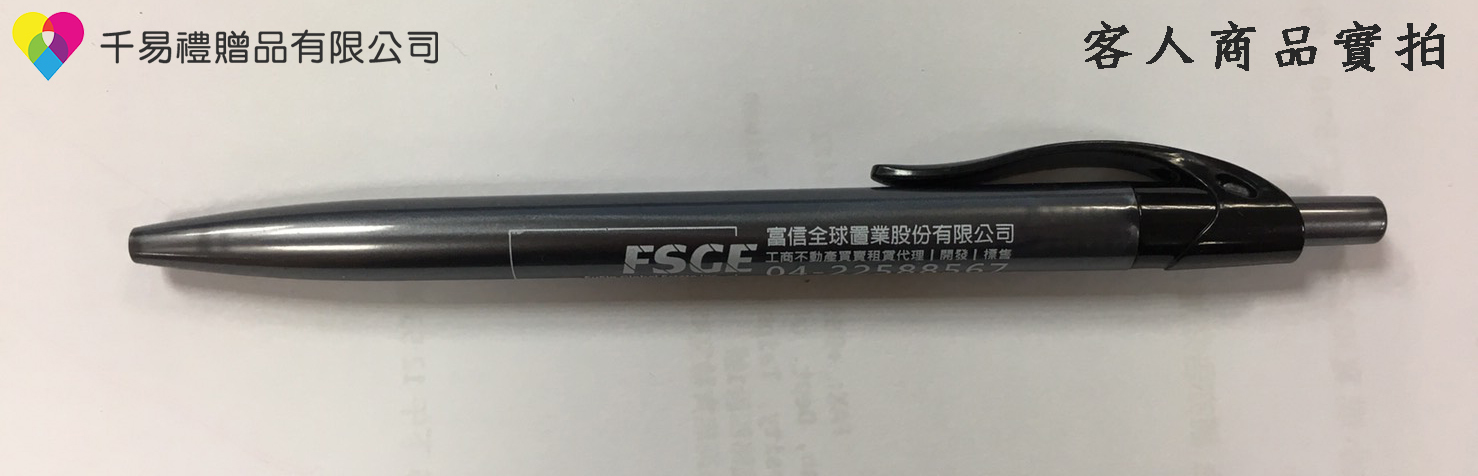 千易禮贈品有限公司
客人商品實拍
FSGE
富信全球置業股份有限公司
工商不動產買賣租賃代理 | 開發 | 標售
04-22588567